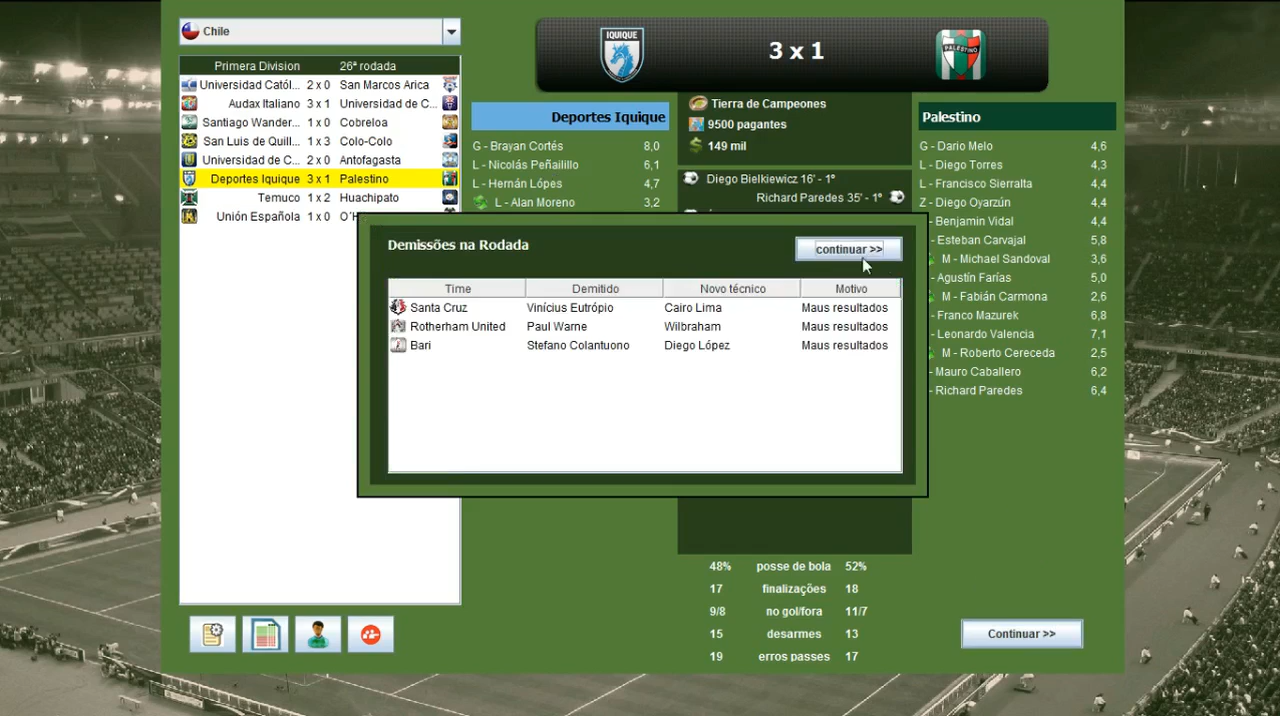 Chile
Primera Division 26ª rodada
Universidad Catól... 2 x 0 San Marcos Arica
Audax Italiano 3 x 1 Universidad de C...
Santiago Wander... 1 x 0 Cobreloa
San Luis de Quill... 1 x 3 Colo-Colo
Universidad de C... 2 x 0 Antofagasta
Deportes Iquique 3 x 1 Palestino
Temuco 1 x 2 Huachipato
Unión Española 1 x 0 O´H
IQUIQUE
3 x 1
PALESTINO
Deportes Iquique
G - Brayan Cortés 8,0
L - Nicolás Peñailillo 6,1
L - Hernán Lópes 4,7
L - Alan Moreno 3,2
Tierra de Campeones
9500 pagantes
149 mil
Diego Bielkiewicz 16' - 1º
Richard Paredes 35' - 1º
Palestino
G - Dario Melo 4,6
L - Diego Torres 4,3
L - Francisco Sierralta 4,4
Z - Diego Oyarzún 4,4
- Benjamin Vidal 4,4
- Esteban Carvajal 5,8
M - Michael Sandoval 3,6
- Agustín Farías 5,0
M - Fabián Carmona 2,6
- Franco Mazurek 6,8
- Leonardo Valencia 7,1
M - Roberto Cereceda 2,5
- Mauro Caballero 6,2
- Richard Paredes 6,4
Demissões na Rodada
continuar >>
Time Demitido Novo técnico Motivo
Santa Cruz Vinícius Eutrópio Cairo Lima Maus resultados
Rotherham United Paul Warne Wilbraham Maus resultados
Bari Stefano Colantuono Diego López Maus resultados
48% posse de bola 52%
17 finalizações 18
9/8 no gol/fora 11/7
15 desarmes 13
19 erros passes 17
Continuar >>